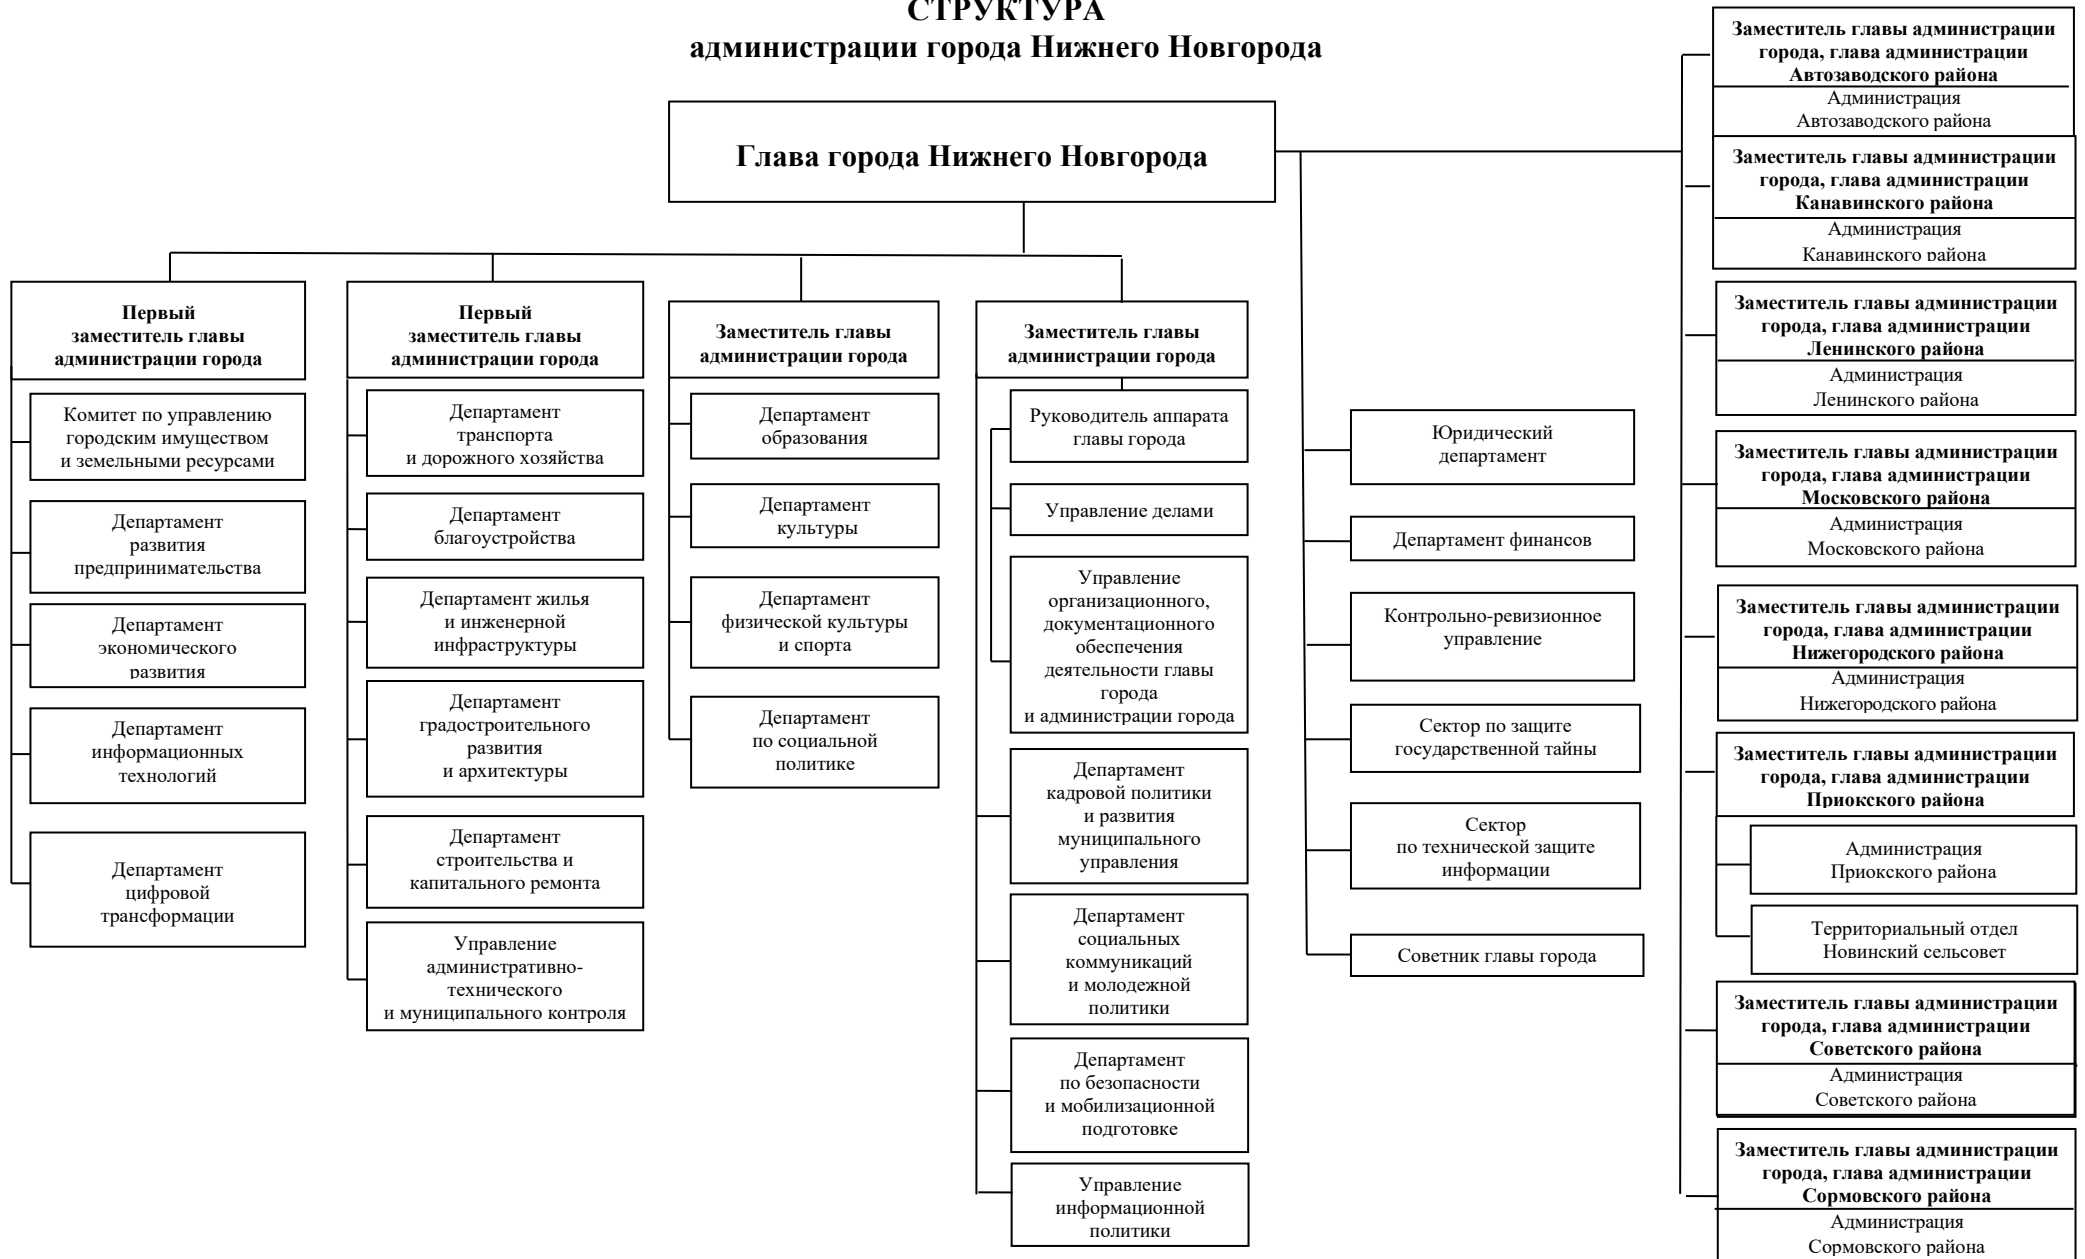 СТРУКТУРА
администрации города Нижнего Новгорода
Глава города Нижнего Новгорода
Первый
заместитель главы
администрации города
Комитет по управлению
городским имуществом
и земельными ресурсами
Департамент
развития
предпринимательства
Департамент
экономического
развития
Департамент
информационных
технологий
Департамент
цифровой
трансформации
Первый
заместитель главы
администрации города
Департамент
транспорта
и дорожного хозяйства
Департамент
благоустройства
Департамент жилья
и инженерной
инфраструктуры
Департамент
градостроительного
развития
и архитектуры
Департамент
строительства и
капитального ремонта
Управление
административно-
технического
и муниципального контроля
Заместитель главы
администрации города
Департамент
образования
Департамент
культуры
Департамент
физической культуры
и спорта
Департамент
по социальной
политике
Заместитель главы
администрации города
Руководитель аппарата
главы города
Управление делами
Управление
организационного,
документационного
обеспечения
деятельности главы
города
и администрации города
Департамент
кадровой политики
и развития
муниципального
управления
Департамент
социальных
коммуникаций
и молодежной
политики
Департамент
по безопасности
и мобилизационной
подготовке
Управление
информационной
политики
Юридический
департамент
Департамент финансов
Контрольно-ревизионное
управление
Сектор по защите
государственной тайны
Сектор
по технической защите
информации
Советник главы города
Заместитель главы администрации
города, глава администрации
Автозаводского района
Администрация
Автозаводского района
Заместитель главы администрации
города, глава администрации
Канавинского района
Администрация
Канавинского района
Заместитель главы администрации
города, глава администрации
Ленинского района
Администрация
Ленинского района
Заместитель главы администрации
города, глава администрации
Московского района
Администрация
Московского района
Заместитель главы администрации
города, глава администрации
Нижегородского района
Администрация
Нижегородского района
Заместитель главы администрации
города, глава администрации
Приокского района
Администрация
Приокского района
Территориальный отдел
Новинский сельсовет
Заместитель главы администрации
города, глава администрации
Советского района
Администрация
Советского района
Заместитель главы администрации
города, глава администрации
Сормовского района
Администрация
Сормовского района